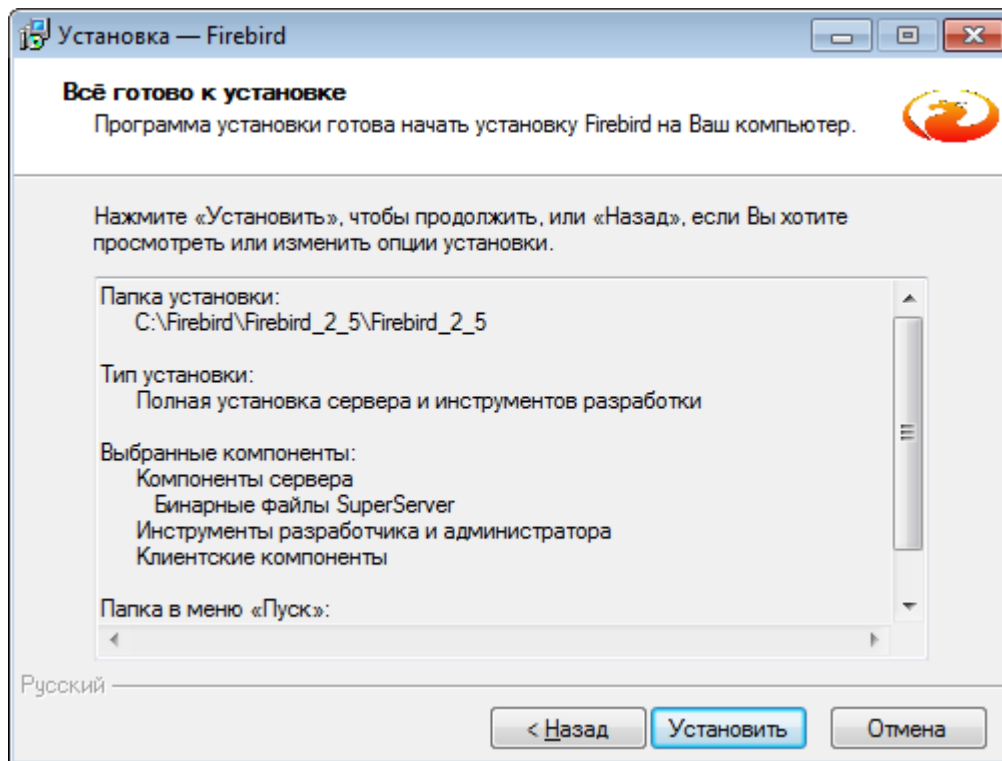 Установка — Firebird
Всё готово к установке
Программа установки готова начать установку Firebird на Ваш компьютер.
Нажмите «Установить», чтобы продолжить, или «Назад», если Вы хотите
просмотреть или изменить опции установки.
Папка установки:
C:\Firebird\Firebird_2_5\Firebird_2_5
Тип установки:
Полная установка сервера и инструментов разработки
Выбранные компоненты:
Компоненты сервера
Бинарные файлы SuperServer
Инструменты разработчика и администратора
Клиентские компоненты
Папка в меню «Пуск»:
Русский
< Назад
Установить
Отмена